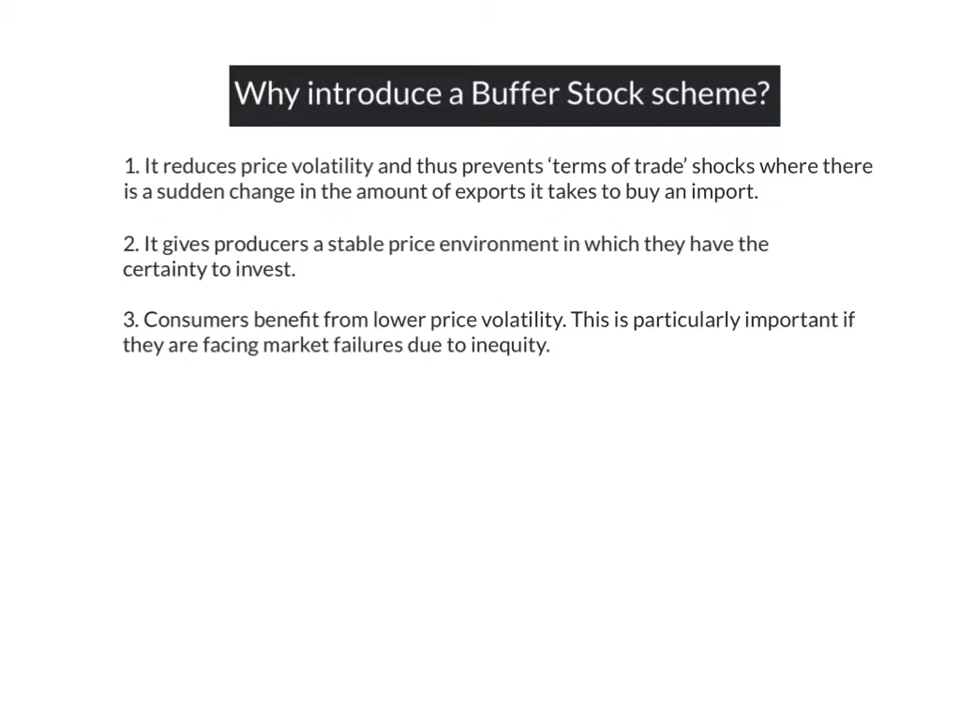 Why introduce a Buffer Stock scheme?
1. It reduces price volatility and thus prevents ‘terms of trade’ shocks where there
is a sudden change in the amount of exports it takes to buy an import.
2. It gives producers a stable price environment in which they have the
certainty to invest.
3. Consumers benefit from lower price volatility. This is particularly important if
they are facing market failures due to inequity.